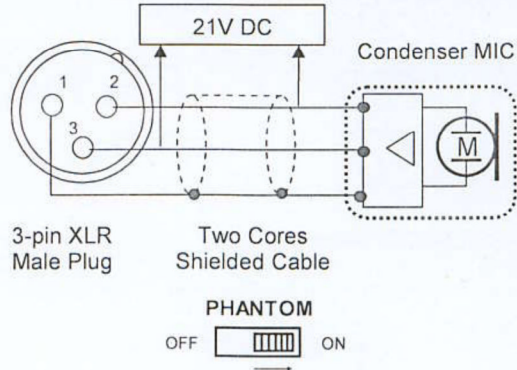 21V DC
Condenser MIC
1
2
3
M
3-pin XLR
Male Plug
Two Cores
Shielded Cable
PHANTOM
OFF
ON